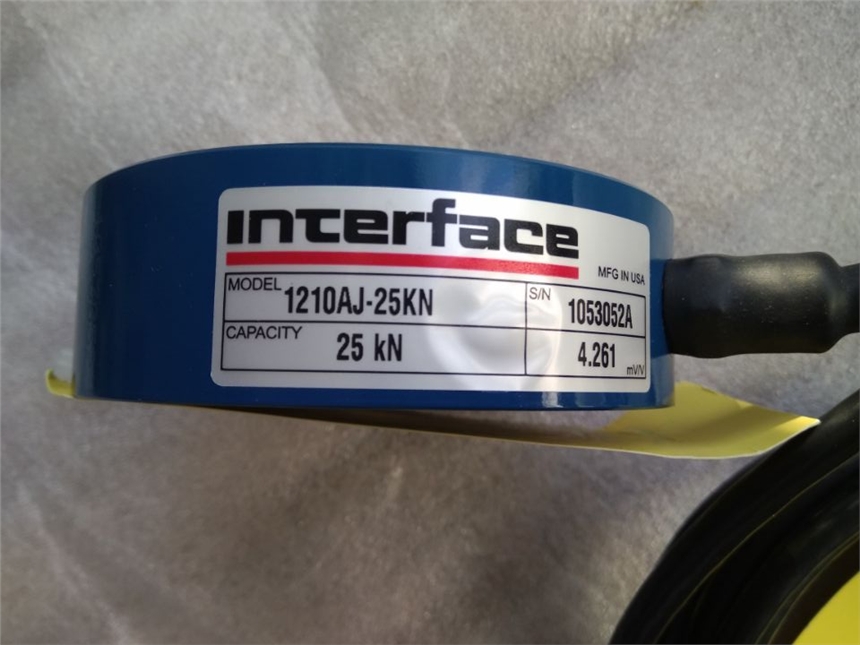 interface
MFG IN USA
MODEL 1210AJ-25KN
S/N 1053052A
CAPACITY 25 kN
4.261 mV/V